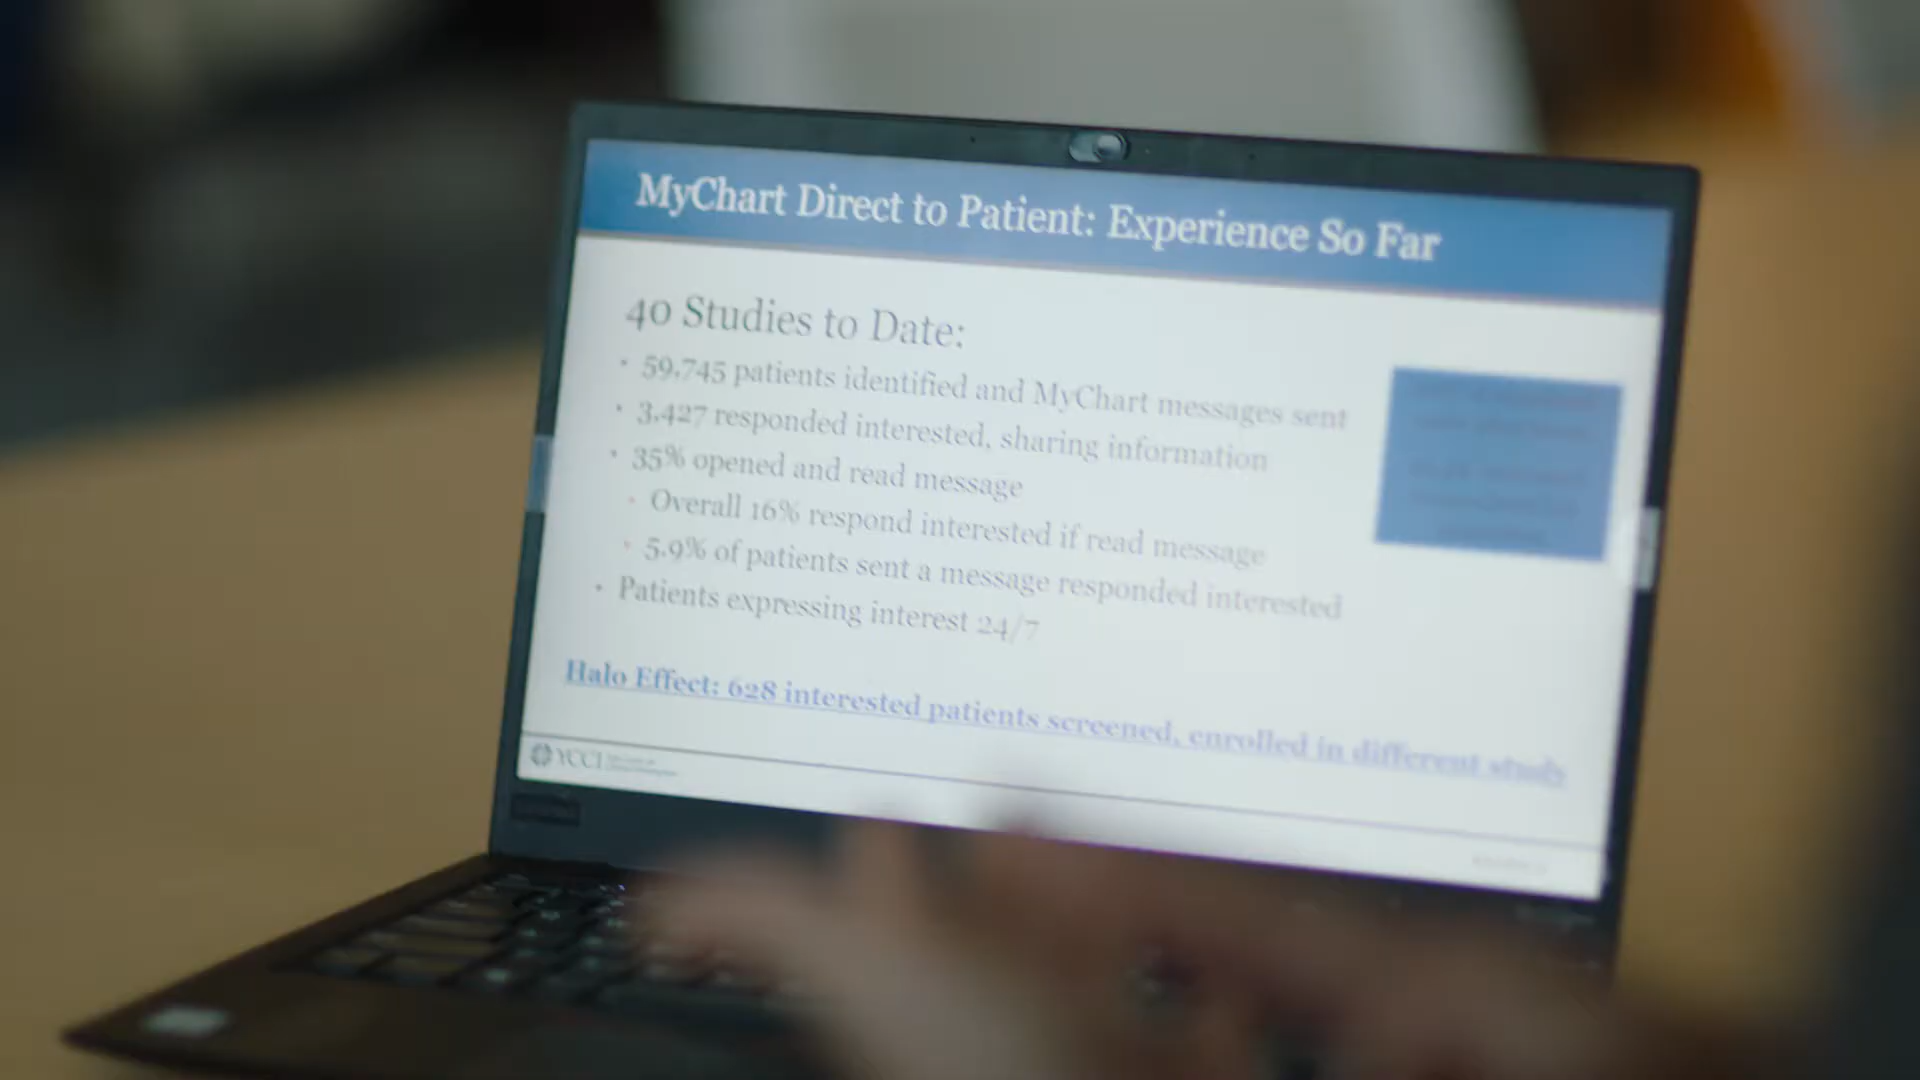 MyChart Direct to Patient: Experience So Far
40 Studies to Date:
• 59,745 patients identified and MyChart messages sent
• 3,427 responded interested, sharing information
• 35% opened and read message
• Overall 16% respond interested if read message
• 5.9% of patients sent a message responded interested
• Patients expressing interest 24/7
Halo Effect: 628 interested patients screened, enrolled in different study
YCCI